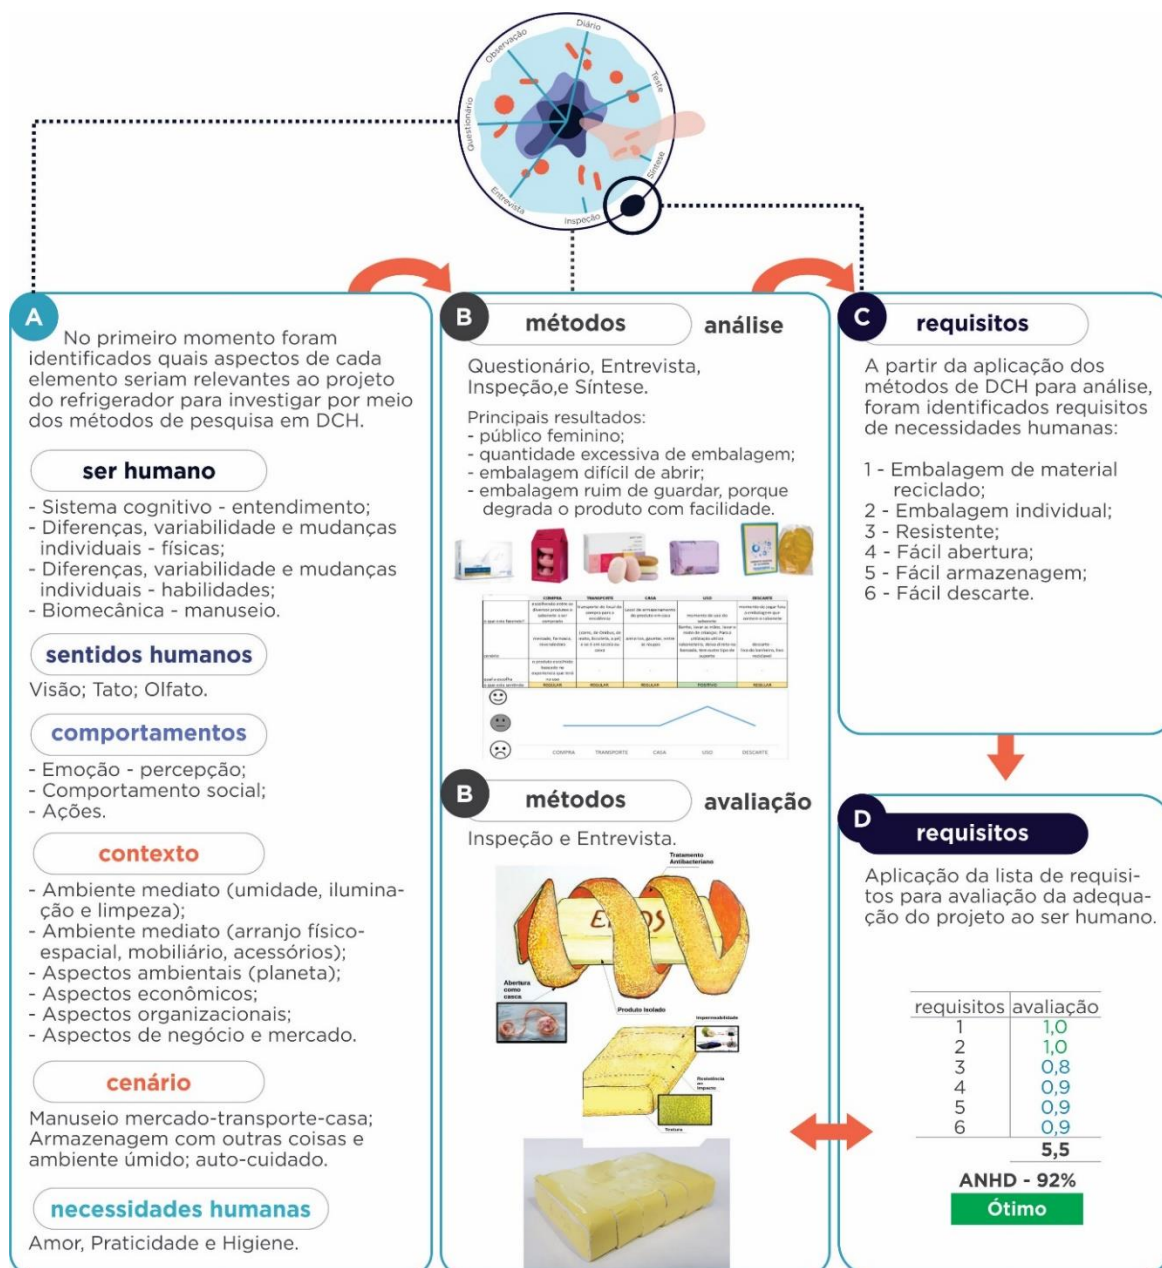 Observação
Diário
Teste
Questionário
Síntese
Entrevista
Inspeção
A
No primeiro momento foram
identificados quais aspectos de cada
elemento seriam relevantes ao projeto
do refrigerador para investigar por meio
dos métodos de pesquisa em DCH.
ser humano
- Sistema cognitivo - entendimento;
- Diferenças, variabilidade e mudanças
individuais - físicas;
- Diferenças, variabilidade e mudanças
individuais - habilidades;
- Biomecânica - manuseio.
sentidos humanos
Visão; Tato; Olfato.
comportamentos
- Emoção - percepção;
- Comportamento social;
- Ações.
contexto
- Ambiente mediato (umidade, ilumina-
ção e limpeza);
- Ambiente mediato (arranjo físico-
espacial, mobiliário, acessórios);
- Aspectos ambientais (planeta);
- Aspectos econômicos;
- Aspectos organizacionais;
- Aspectos de negócio e mercado.
cenário
Manuseio mercado-transporte-casa;
Armazenagem com outras coisas e
ambiente úmido; auto-cuidado.
necessidades humanas
Amor, Praticidade e Higiene.
B métodos análise
Questionário, Entrevista,
Inspeção,e Síntese.
Principais resultados:
- público feminino;
- quantidade excessiva de embalagem;
- embalagem difícil de abrir;
- embalagem ruim de guardar, porque
degrada o produto com facilidade.
COMPRA TRANSPORTE CASA USO DESCARTE
REGULAR REGULAR REGULAR REGULAR
COMPRA TRANSPORTE CASA USO DESCARTE
B métodos avaliação
Inspeção e Entrevista.
Tratamento
Antibacteriano
Abertura
como
casca
Produto Isolado
Impermeabilidade
Resistência
ao
Impacto
Textura
C requisitos
A partir da aplicação dos
métodos de DCH para análise,
foram identificados requisitos
de necessidades humanas:
1 - Embalagem de material
reciclado;
2 - Embalagem individual;
3 - Resistente;
4 - Fácil abertura;
5 - Fácil armazenagem;
6 - Fácil descarte.
D requisitos
Aplicação da lista de requisi-
tos para avaliação da adequa-
ção do projeto ao ser humano.
requisitos avaliação
1 1,0
2 1,0
3 0,8
4 0,9
5 0,9
6 0,9
5,5
ANHD - 92%
Ótimo